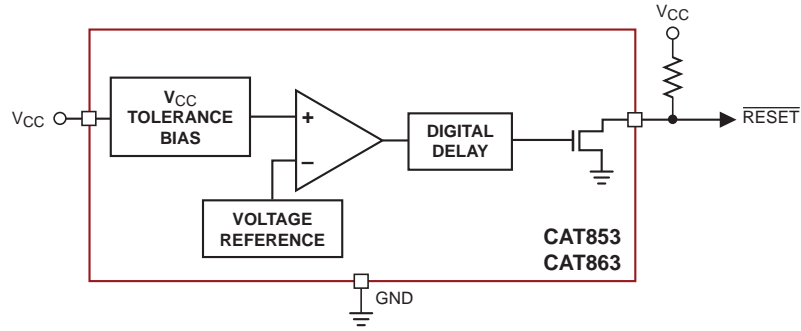 VCC
VCC
VCC
TOLERANCE
BIAS
+
–
DIGITAL
DELAY
RESET
VOLTAGE
REFERENCE
CAT853
CAT863
GND